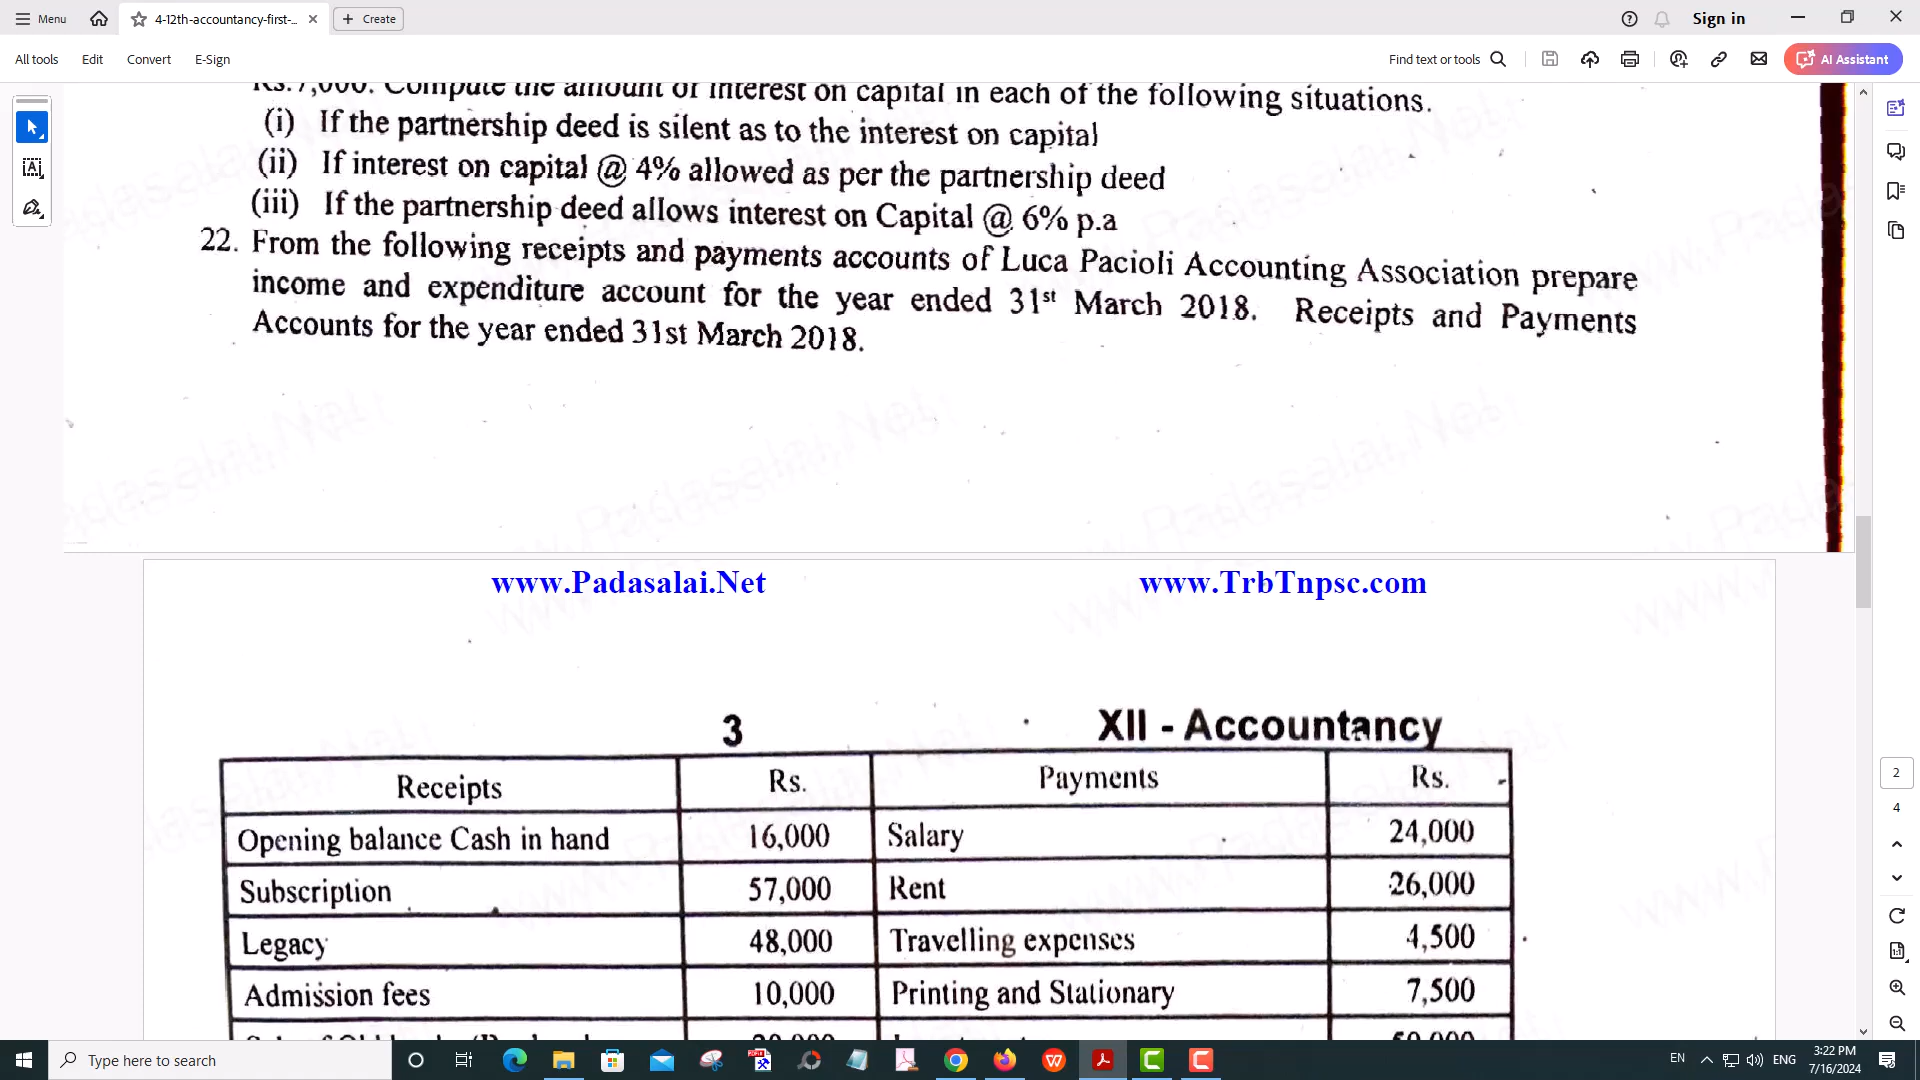 Menu
4-12th-accountancy-first-...
Create
Sign in
All tools
Edit
Convert
E-Sign
Find text or tools
AI Assistant
Rs.7,000. Compute the amount of interest on capital in each of the following situations.
(i) If the partnership deed is silent as to the interest on capital
(ii) If interest on capital @ 4% allowed as per the partnership deed
(iii) If the partnership deed allows interest on Capital @ 6% p.a
22. From the following receipts and payments accounts of Luca Pacioli Accounting Association prepare
income and expenditure account for the year ended 31st March 2018. Receipts and Payments
Accounts for the year ended 31st March 2018.
www.Padasalai.Net www.TrbTnpsc.com
3 XII - Accountancy
Receipts Rs. Payments Rs.
Opening balance Cash in hand 16,000 Salary 24,000
Subscription 57,000 Rent 26,000
Legacy 48,000 Travelling expenses 4,500
Admission fees 10,000 Printing and Stationary 7,500
2
4
Type here to search
EN
ENG
3:22 PM
7/16/2024